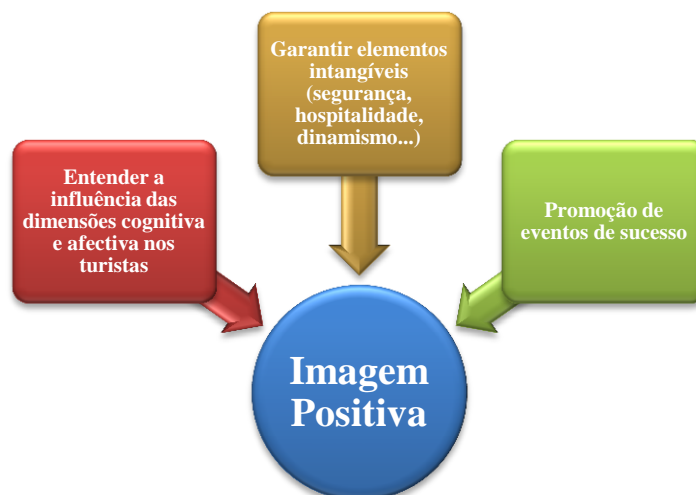 Garantir elementos
intangíveis
(segurança,
hospitalidade,
dinamismo...)
Entender a
influência das
dimensões cognitiva
e afectiva nos
turistas
Promoção de
eventos de sucesso
Imagem
Positiva